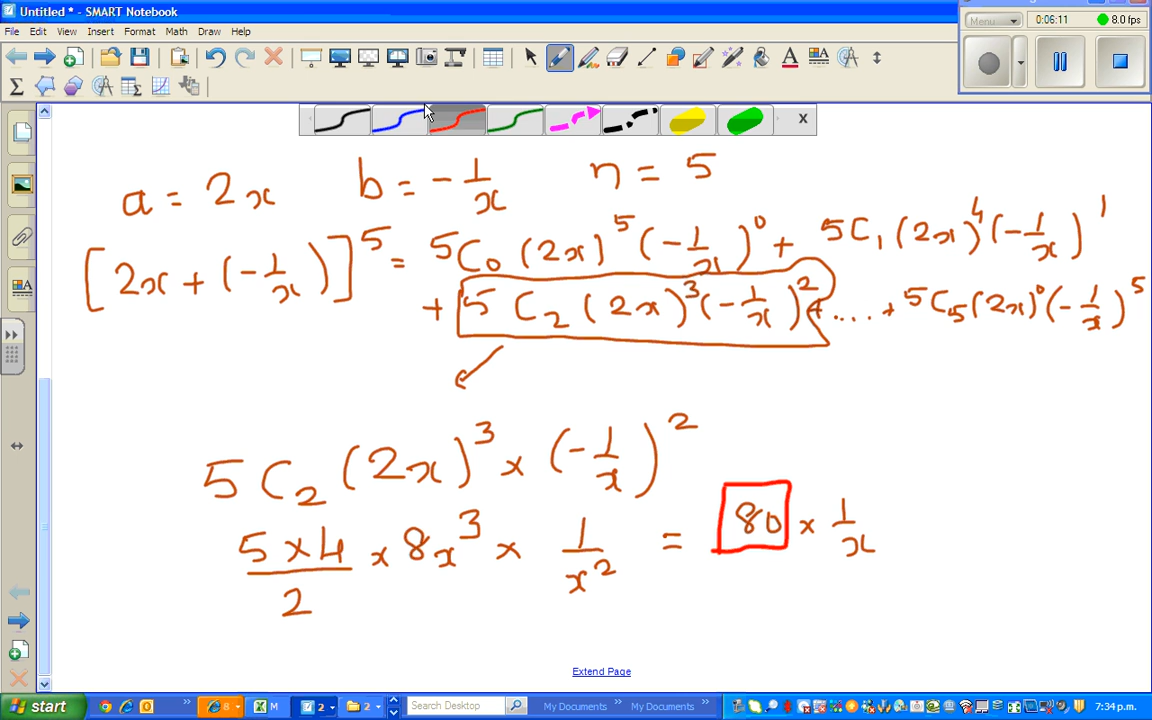 Untitled * - SMART Notebook
File Edit View Insert Format Math Draw Help
Menu 0:06:11 8.0 fps
a = 2x b = -1/x n = 5
[2x + (-1/x)]^5 = 5C₀ (2x)^5 (-1/x)^0 + 5C₁ (2x)^4 (-1/x)^1
+ 5C₂ (2x)^3 (-1/x)^2 + .... + 5C₅ (2x)^0 (-1/x)^5
5C₂ (2x)^3 × (-1/x)^2
5×4/2 × 8x^3 × 1/x^2 = 80 × 1/x
Extend Page
start 8 M 2 2 Search Desktop My Documents My Documents 7:34 p.m.